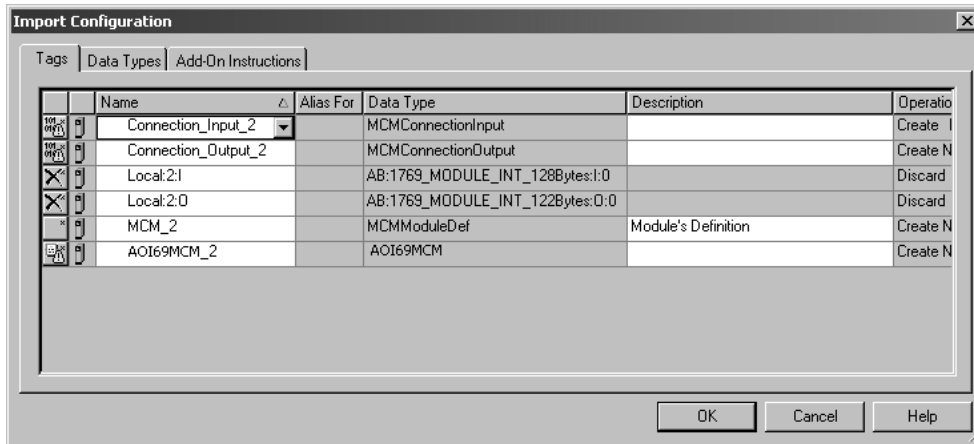 Import Configuration
Tags Data Types Add-On Instructions
Name Alias For Data Type Description Operatio
Connection_Input_2 MCMConnectionInput Create
Connection_Output_2 MCMConnectionOutput Create N
Local:2:I AB:1769_MODULE_INT_128Bytes:I:0 Discard
Local:2:O AB:1769_MODULE_INT_122Bytes:O:0 Discard
MCM_2 MCMModuleDef Module's Definition Create N
AOI69MCM_2 AOI69MCM Create N
OK Cancel Help